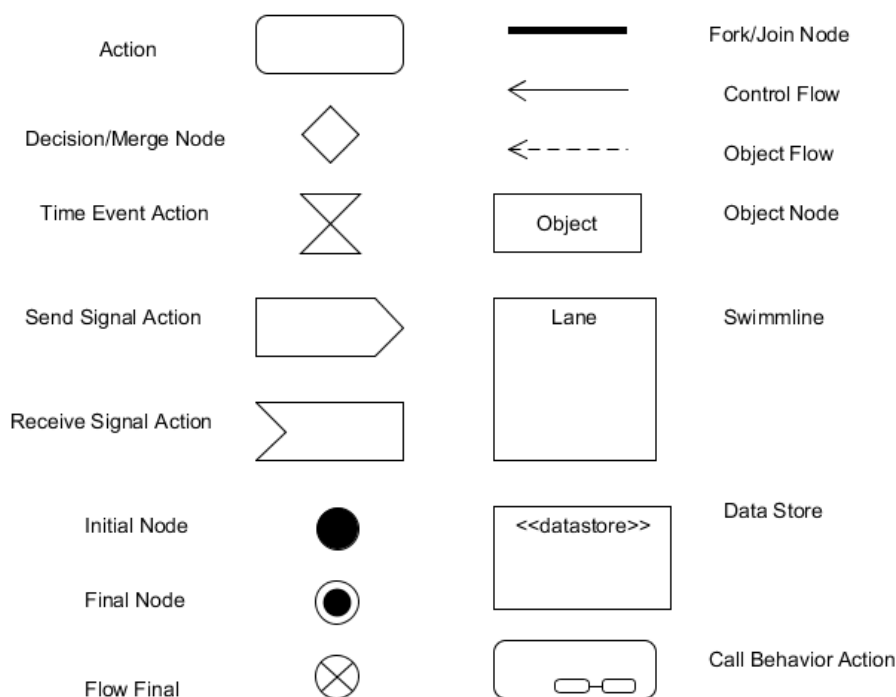 Action
Fork/Join Node
Control Flow
Decision/Merge Node
Object Flow
Time Event Action
Object
Object Node
Send Signal Action
Lane
Swimmline
Receive Signal Action
Initial Node
<<datastore>>
Data Store
Final Node
Flow Final
Call Behavior Action